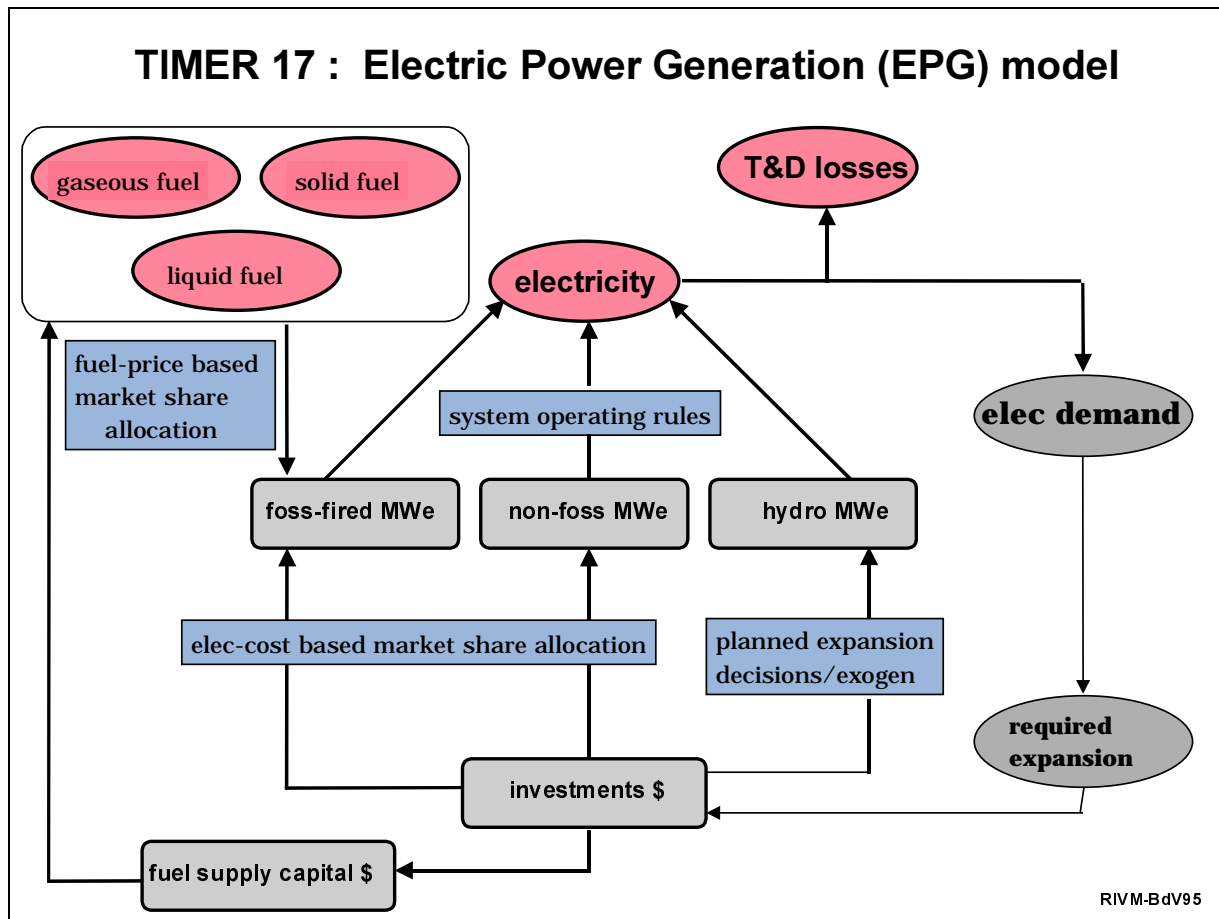 TIMER 17 : Electric Power Generation (EPG) model
gaseous fuel
solid fuel
T&D losses
liquid fuel
electricity
fuel-price based
market share
allocation
system operating rules
elec demand
foss-fired MWe
non-foss MWe
hydro MWe
elec-cost based market share allocation
planned expansion
decisions/exogen
required
expansion
investments $
fuel supply capital $
RIVM-BdV95